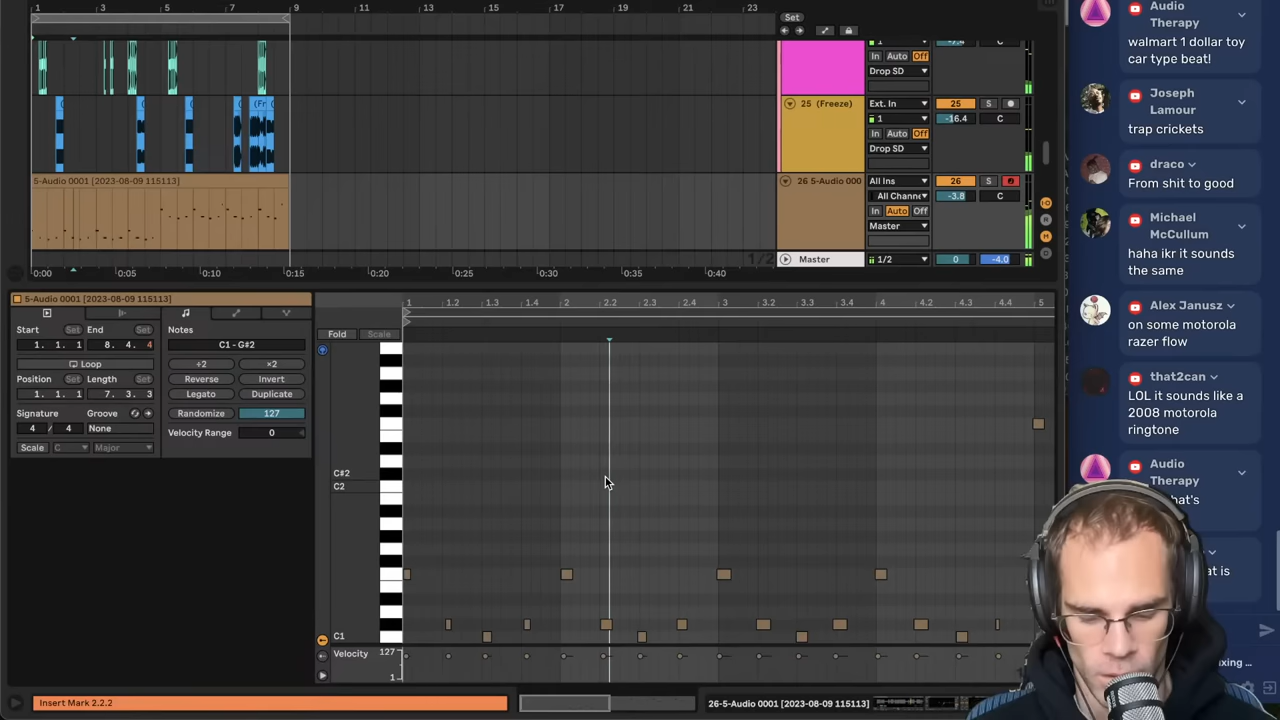 1 3 5 7 9 11 13 15 17 19 21 23
Set
1 -7.4 C
In Auto Off
Drop SD
25 (Freeze) Ext. In 25 S
1 -16.4 C
In Auto Off
Drop SD
5-Audio 0001 [2023-08-09 115113]
26 5-Audio 000 All Ins 26 S
All Channe -3.8 C
In Auto Off
Master
1/2 Master 1/2 0 -4.0
0:00 0:05 0:10 0:15 0:20 0:25 0:30 0:35 0:40
5-Audio 0001 [2023-08-09 115113]
Start Set End Set
1. 1. 1 8. 4. 4
Loop
Position Set Length Set
1. 1. 1 7. 3. 3
Signature Groove
4 / 4 None
Scale C Major
Notes
C1 - G#2
÷2 ×2
Reverse Invert
Legato Duplicate
Randomize 127
Velocity Range 0
1 1.2 1.3 1.4 2 2.2 2.3 2.4 3 3.2 3.3 3.4 4 4.2 4.3 4.4 5
Fold Scale
C#2
C2
C1
Velocity 127
1
Insert Mark 2.2.2
26-5-Audio 0001 [2023-08-09 115113]
Audio Therapy
walmart 1 dollar toy
car type beat!
Joseph
Lamour
trap crickets
draco
From shit to good
Michael
McCullum
haha ikr it sounds
the same
Alex Janusz
on some motorola
razer flow
that2can
LOL it sounds like a
2008 motorola
ringtone
Audio
Therapy